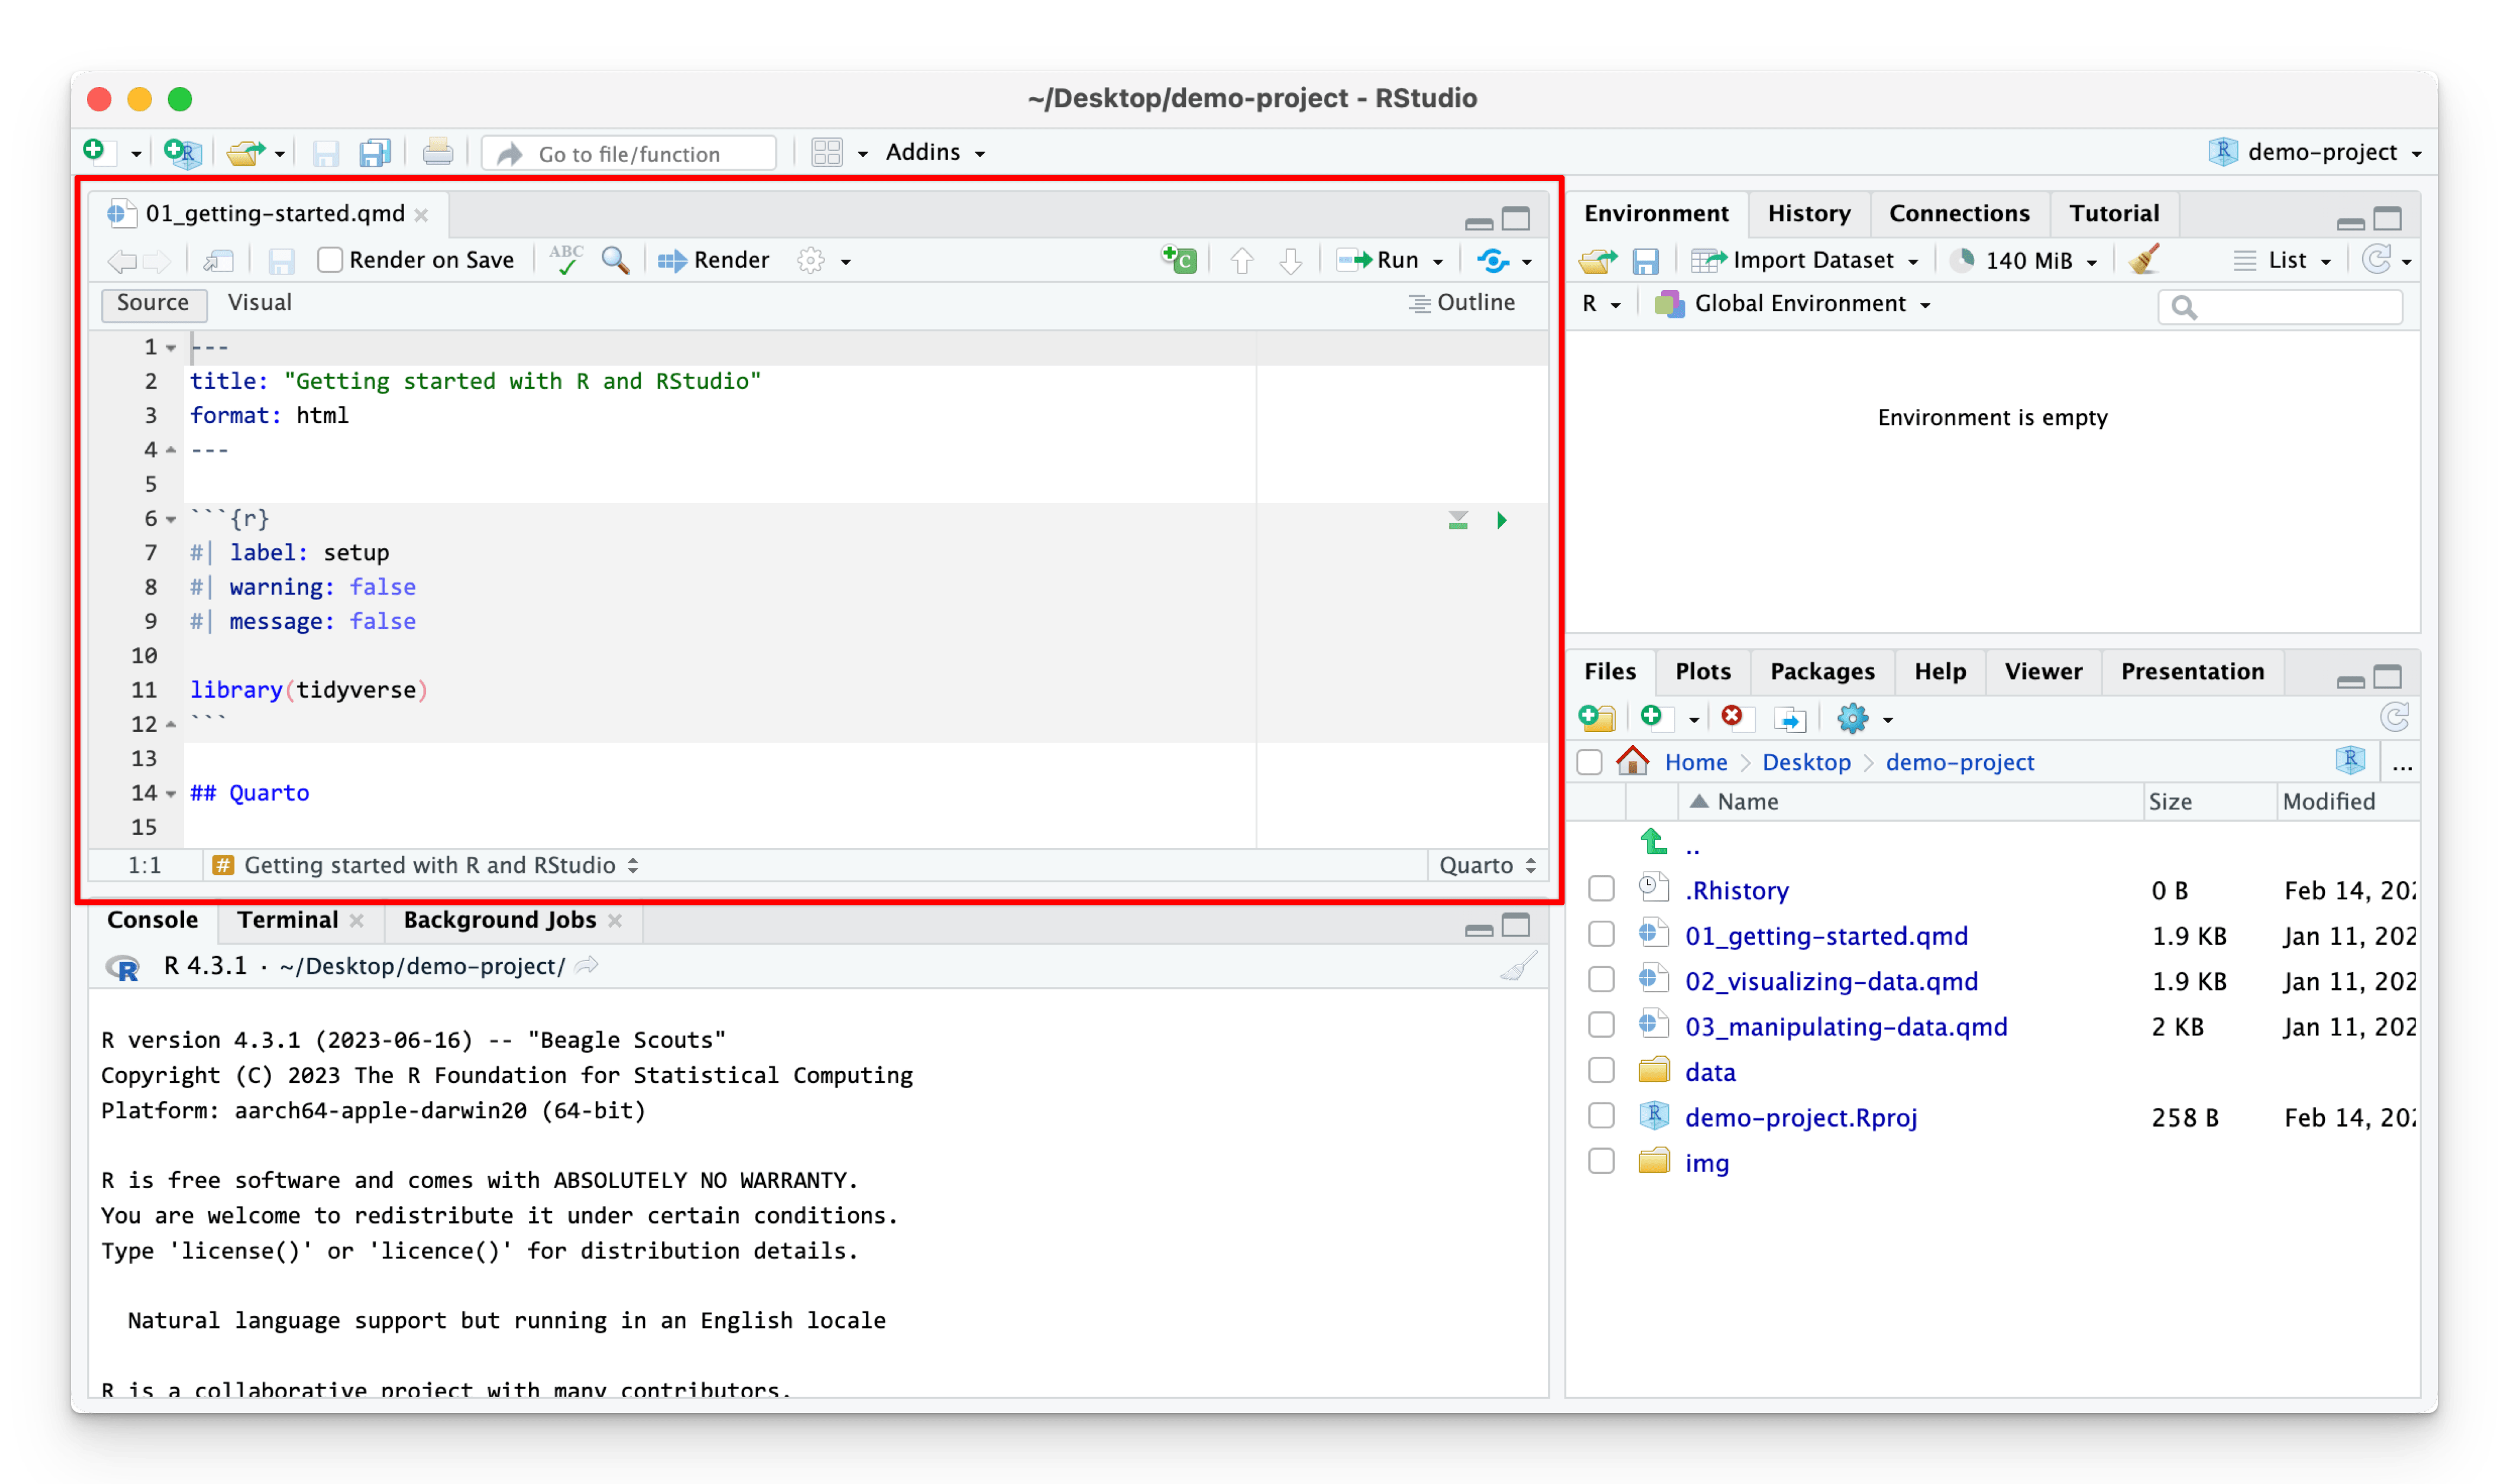 ~/Desktop/demo-project - RStudio
Go to file/function
Addins
demo-project
01_getting-started.qmd
Render on Save
ABC
Render
C
Run
Source
Visual
Outline
1
---
2
title: "Getting started with R and RStudio"
3
format: html
4
---
5
6
```{r}
7
#| label: setup
8
#| warning: false
9
#| message: false
10
11
library(tidyverse)
12
```
13
14
## Quarto
15
1:1
# Getting started with R and RStudio
Quarto
Console
Terminal
Background Jobs
R 4.3.1 · ~/Desktop/demo-project/
R version 4.3.1 (2023-06-16) -- "Beagle Scouts"
Copyright (C) 2023 The R Foundation for Statistical Computing
Platform: aarch64-apple-darwin20 (64-bit)
R is free software and comes with ABSOLUTELY NO WARRANTY.
You are welcome to redistribute it under certain conditions.
Type 'license()' or 'licence()' for distribution details.
Natural language support but running in an English locale
R is a collaborative project with many contributors.
Environment
History
Connections
Tutorial
Import Dataset
140 MiB
List
R
Global Environment
Environment is empty
Files
Plots
Packages
Help
Viewer
Presentation
Home
Desktop
demo-project
...
Name
Size
Modified
..
.Rhistory
0 B
Feb 14, 202
01_getting-started.qmd
1.9 KB
Jan 11, 202
02_visualizing-data.qmd
1.9 KB
Jan 11, 202
03_manipulating-data.qmd
2 KB
Jan 11, 202
data
demo-project.Rproj
258 B
Feb 14, 202
img